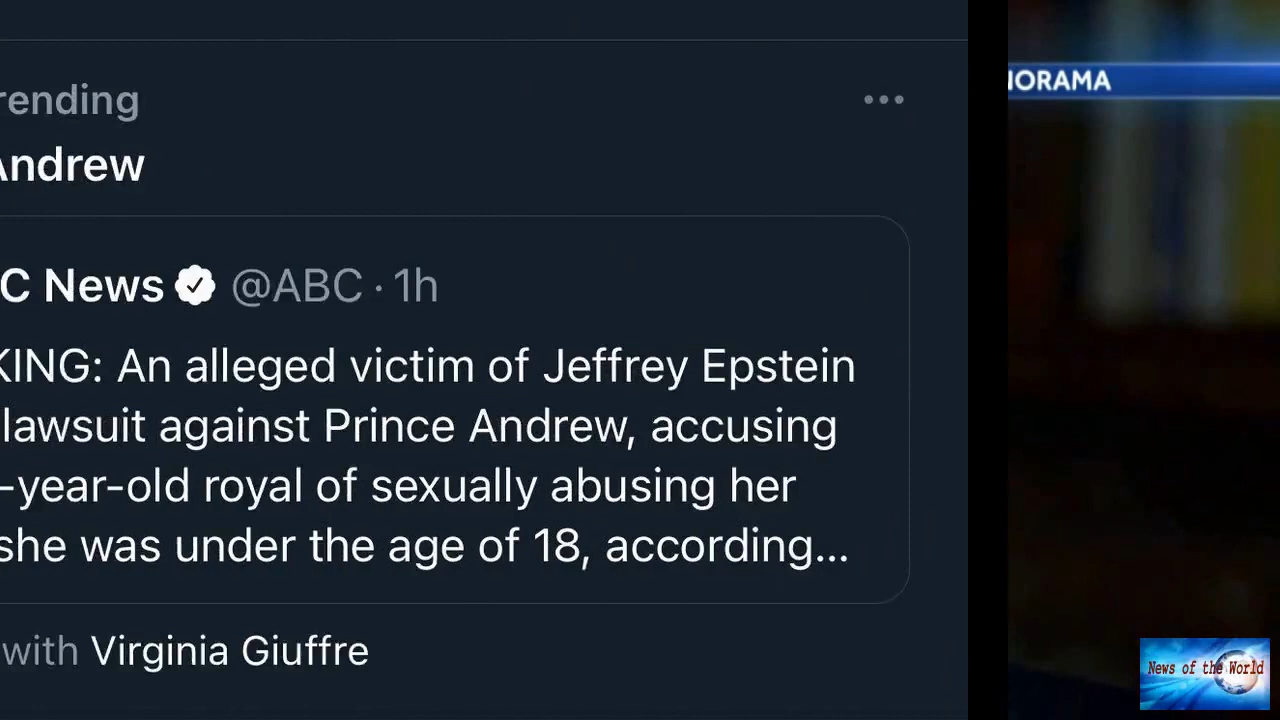 rending
Andrew
C News @ABC · 1h
KING: An alleged victim of Jeffrey Epstein
lawsuit against Prince Andrew, accusing
-year-old royal of sexually abusing her
she was under the age of 18, according...
with Virginia Giuffre
NORAMA
News of the World